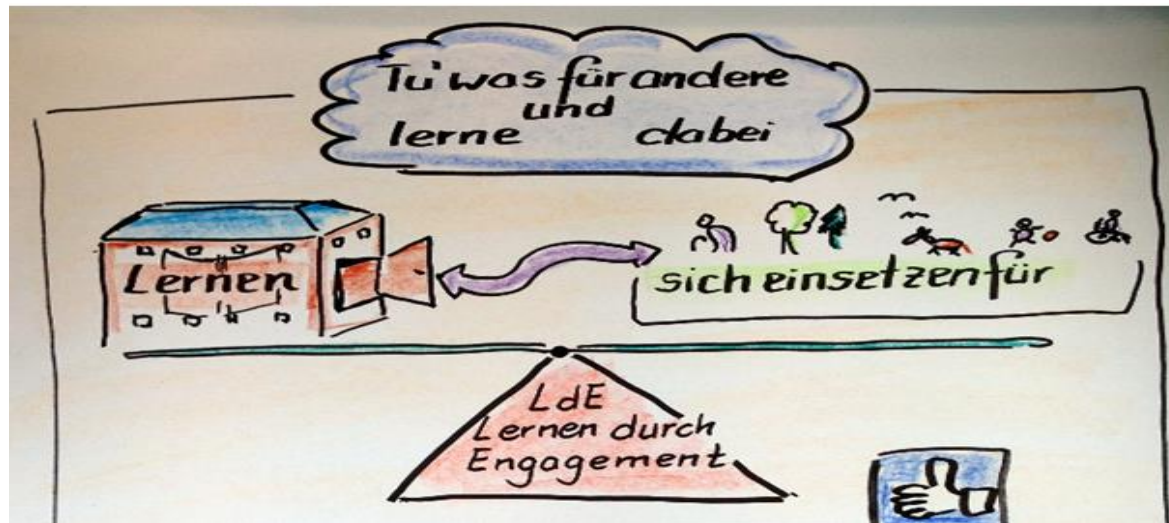 Tu' was für andere
und
lerne dabei
Lernen
sich einsetzen für
LdE
Lernen durch
Engagement